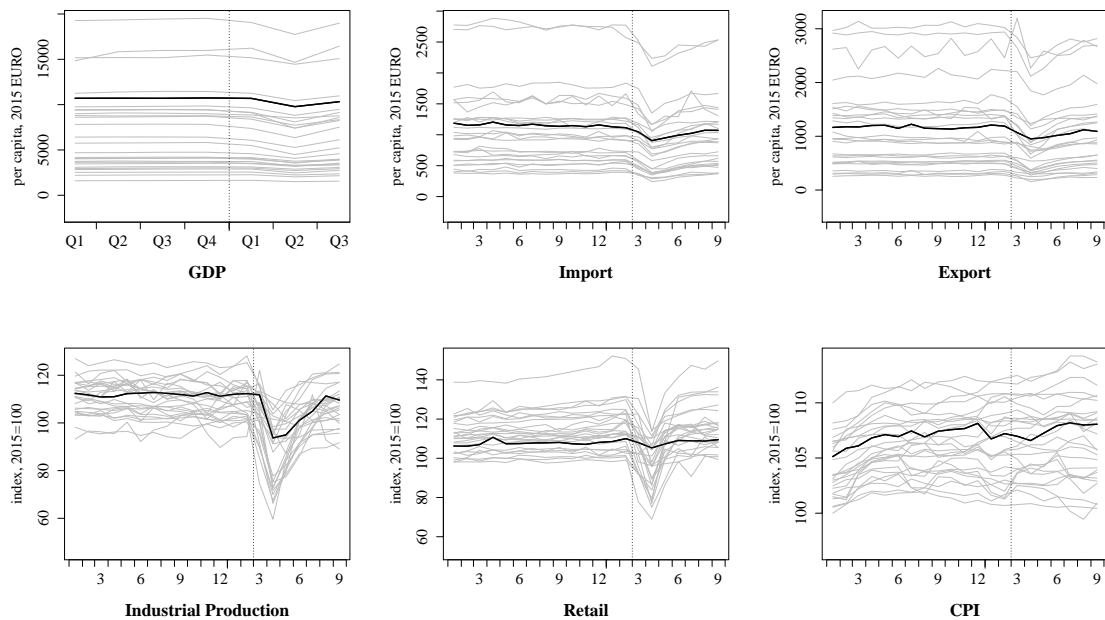 per capita, 2015 EURO
0 5000 15000
Q1 Q2 Q3 Q4 Q1 Q2 Q3
GDP
per capita, 2015 EURO
0 500 1500 2500
3 6 9 12 3 6 9
Import
per capita, 2015 EURO
0 1000 2000 3000
3 6 9 12 3 6 9
Export
index, 2015=100
60 80 100 120
3 6 9 12 3 6 9
Industrial Production
index, 2015=100
60 80 100 120 140
3 6 9 12 3 6 9
Retail
index, 2015=100
100 105 110
3 6 9 12 3 6 9
CPI